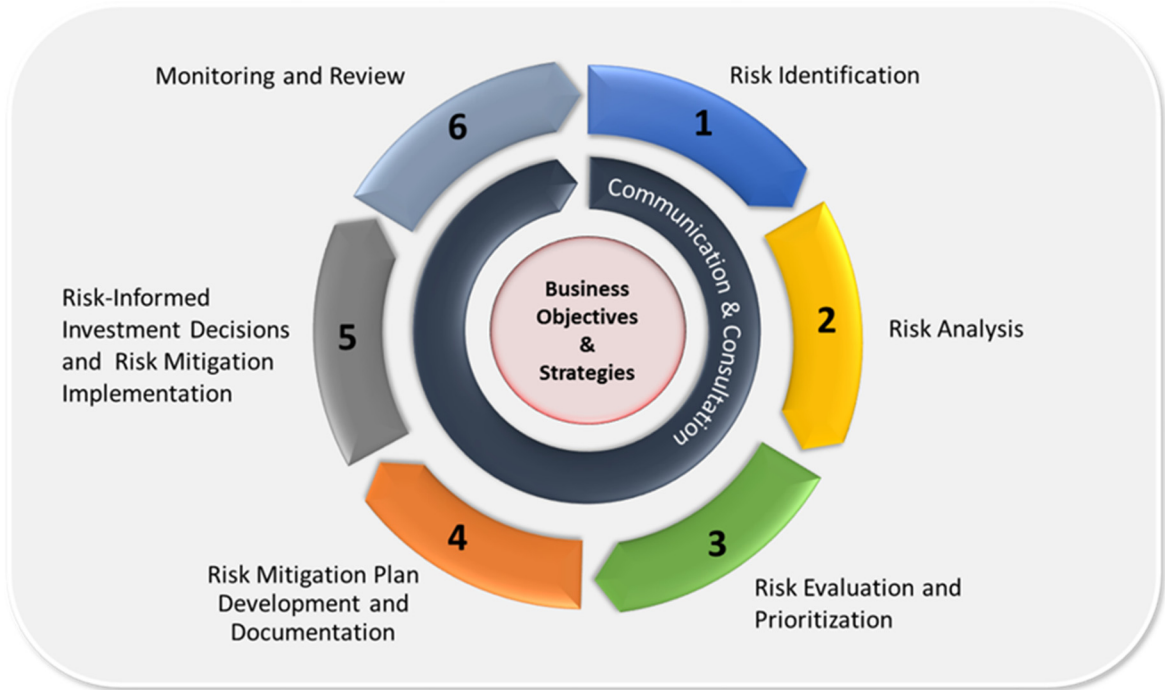 Monitoring and Review
6
1
Risk Identification
Communication & Consultation
Business
Objectives
&
Strategies
2
Risk Analysis
Risk-Informed
Investment Decisions
and Risk Mitigation
Implementation
5
4
Risk Mitigation Plan
Development and
Documentation
3
Risk Evaluation and
Prioritization